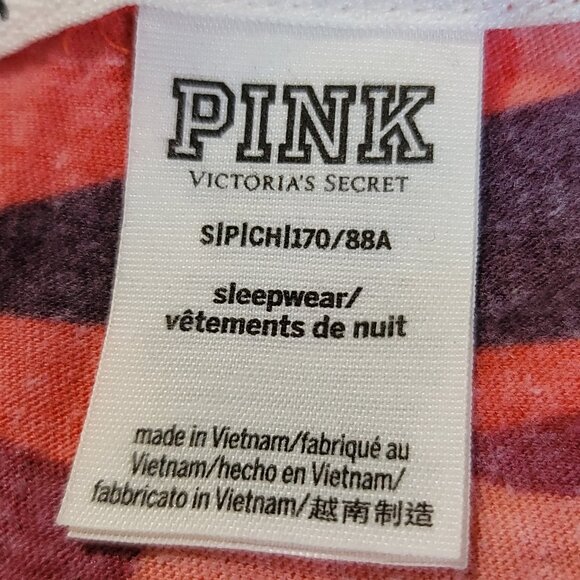 PINK
VICTORIA'S SECRET
S|P|CH|170/88A
sleepwear/
vêtements de nuit
made in Vietnam/fabriqué au
Vietnam/hecho en Vietnam/
fabbricato in Vietnam/越南制造